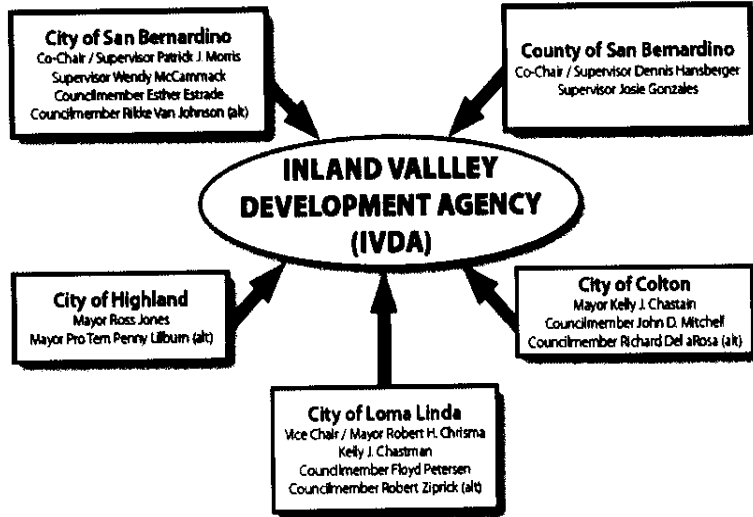 City of San Bernardino
Co-Chair / Supervisor Patrick J. Morris
Supervisor Wendy McCammack
Councilmember Esther Estrade
Councilmember Rikke Van Johnson (alt)
County of San Bernardino
Co-Chair / Supervisor Dennis Hansberger
Supervisor Josie Gonzales
INLAND VALLLEY
DEVELOPMENT AGENCY
(IVDA)
City of Highland
Mayor Ross Jones
Mayor Pro Tem Penny Lilburn (alt)
City of Colton
Mayor Kelly J. Chastain
Councilmember John D. Mitchell
Councilmember Richard Del aRosa (alt)
City of Loma Linda
Vice Chair / Mayor Robert H. Chrisma
Kelly J. Chastman
Councilmember Floyd Petersen
Councilmember Robert Ziprick (alt)